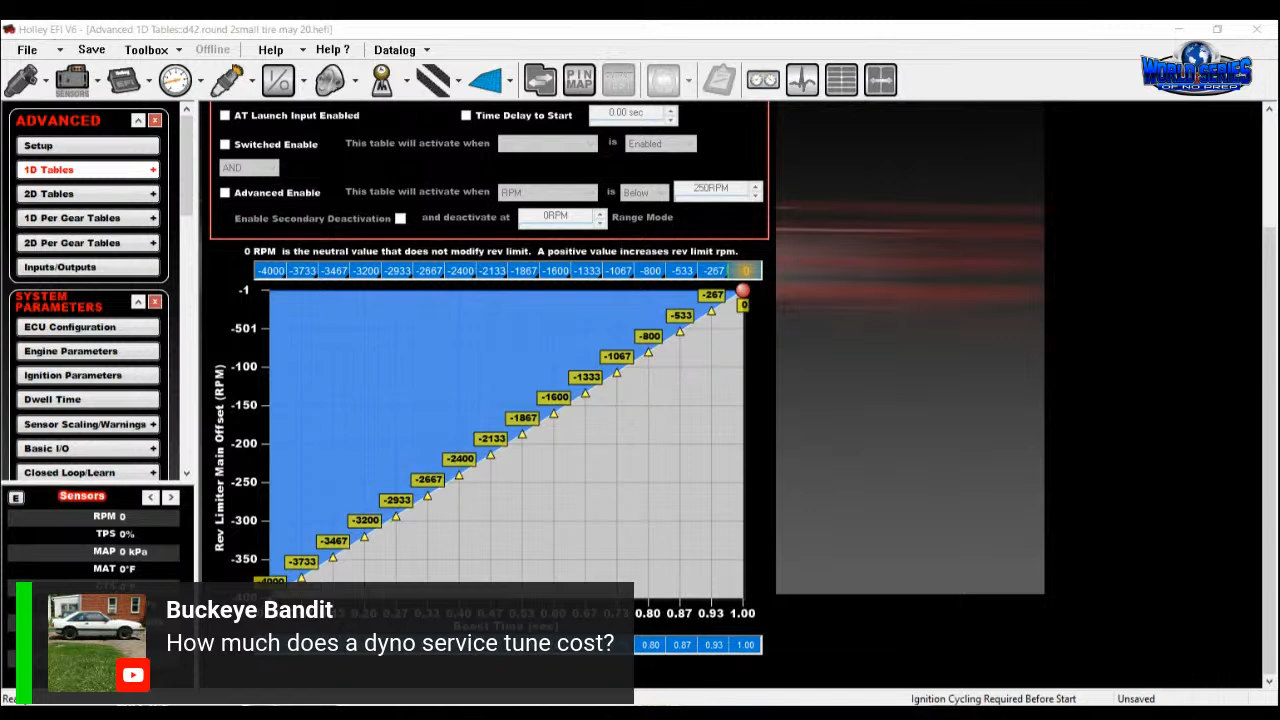 Holley EFI V6 - [Advanced 1D Tables::d42 round 2small tire may 20.hefi]
File Save Toolbox Offline Help Help ? Datalog
SENSORS I/O PIN MAP
WORLD SERIES
OF NO PREP
ADVANCED
Setup
1D Tables +
2D Tables +
1D Per Gear Tables +
2D Per Gear Tables +
Inputs/Outputs
SYSTEM
PARAMETERS
ECU Configuration
Engine Parameters
Ignition Parameters
Dwell Time
Sensor Scaling/Warnings +
Basic I/O +
Closed Loop/Learn +
E Sensors < >
RPM 0
TPS 0%
MAP 0 kPa
MAT 0°F
AT Launch Input Enabled Time Delay to Start 0.00 sec
Switched Enable This table will activate when is Enabled
AND
Advanced Enable This table will activate when RPM is Below 250RPM
Enable Secondary Deactivation and deactivate at 0RPM Range Mode
0 RPM is the neutral value that does not modify rev limit. A positive value increases rev limit rpm.
-4000 -3733 -3467 -3200 -2933 -2667 -2400 -2133 -1867 -1600 -1333 -1067 -800 -533 -267 0
Rev Limiter Main Offset (RPM)
-1
-501
-100
-150
-200
-250
-300
-350
-4000
-3733
-3467
-3200
-2933
-2667
-2400
-2133
-1867
-1600
-1333
-1067
-800
-533
-267
0
0.80 0.87 0.93 1.00
0.80 0.87 0.93 1.00
Buckeye Bandit
How much does a dyno service tune cost?
Ignition Cycling Required Before Start Unsaved